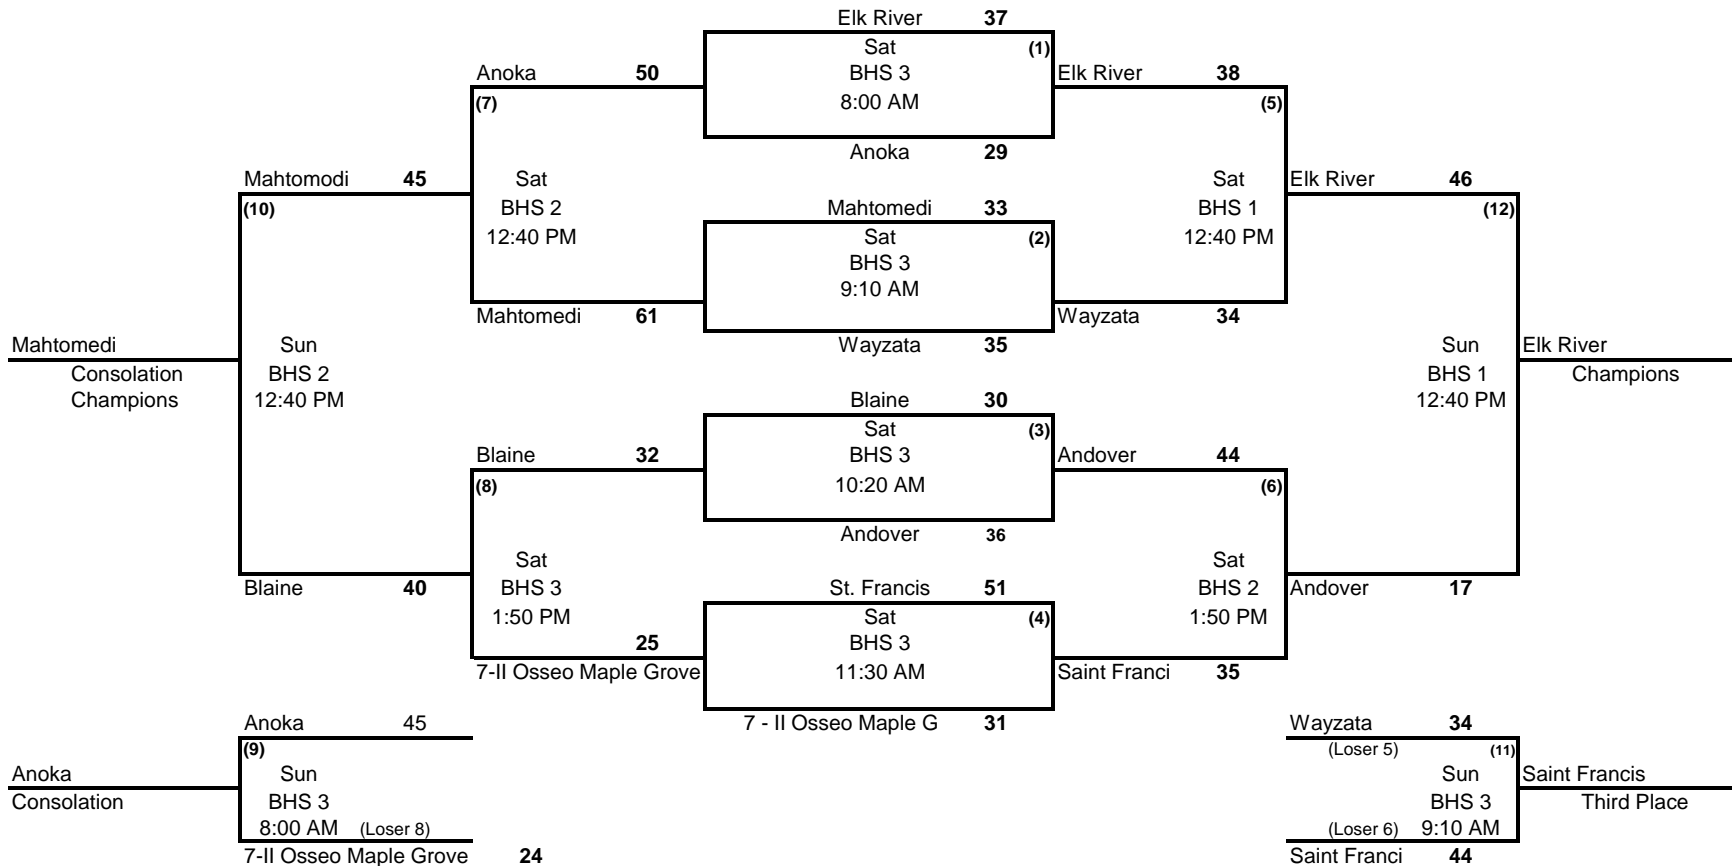 Elk River 37
Sat (1)
Anoka 50 BHS 3 Elk River 38
(7) 8:00 AM (5)
Anoka 29
Mahtomodi 45 Sat Sat Elk River 46
(10) BHS 2 Mahtomedi 33 BHS 1 (12)
12:40 PM Sat (2) 12:40 PM
BHS 3
9:10 AM
Mahtomedi 61 Wayzata 34
Mahtomedi Sun Wayzata 35 Sun Elk River
Consolation BHS 2 BHS 1 Champions
Champions 12:40 PM Blaine 30 12:40 PM
Sat (3)
Blaine 32 BHS 3 Andover 44
(8) 10:20 AM (6)
Andover 36
Sat Sat
Blaine 40 BHS 3 St. Francis 51 BHS 2 Andover 17
1:50 PM Sat (4) 1:50 PM
25 BHS 3
7-II Osseo Maple Grove 11:30 AM Saint Franci 35
Anoka 45 7 - II Osseo Maple G 31 Wayzata 34
(9) (Loser 5) (11)
Anoka Sun Sun Saint Francis
Consolation BHS 3 BHS 3 Third Place
8:00 AM (Loser 8) (Loser 6) 9:10 AM
7-II Osseo Maple Grove 24 Saint Franci 44